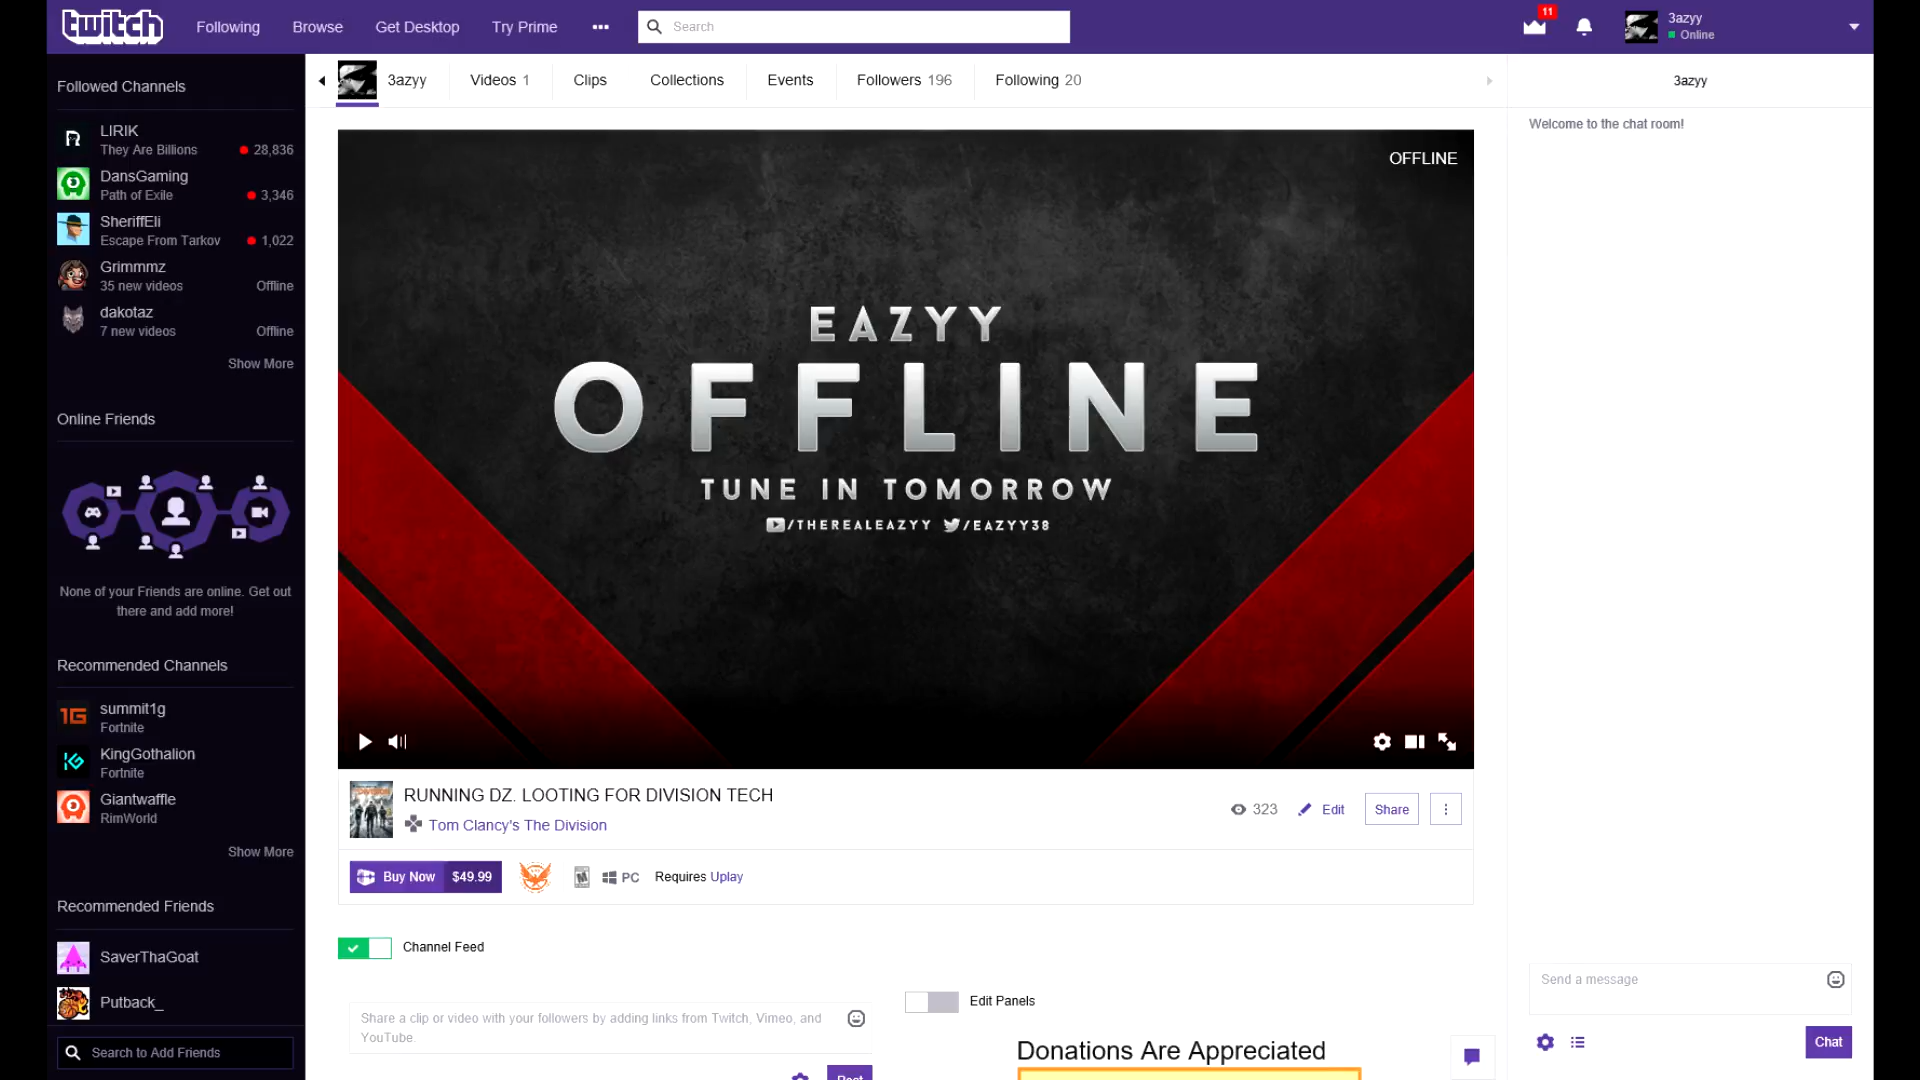 twitch
Following
Browse
Get Desktop
Try Prime
Search
11
3azyy
Online
Followed Channels
LIRIK
They Are Billions
28,836
DansGaming
Path of Exile
3,346
SheriffEli
Escape From Tarkov
1,022
Grimmmz
35 new videos
Offline
dakotaz
7 new videos
Offline
Show More
Online Friends
None of your Friends are online. Get out
there and add more!
Recommended Channels
1G
summit1g
Fortnite
KingGothalion
Fortnite
Giantwaffle
RimWorld
Show More
Recommended Friends
SaverThaGoat
Putback_
Search to Add Friends
3azyy
Videos 1
Clips
Collections
Events
Followers 196
Following 20
OFFLINE
EAZYY
OFFLINE
TUNE IN TOMORROW
/THEREALEAZYY /EAZYY38
RUNNING DZ. LOOTING FOR DIVISION TECH
Tom Clancy's The Division
323
Edit
Share
Buy Now $49.99
M
PC
Requires Uplay
Channel Feed
Share a clip or video with your followers by adding links from Twitch, Vimeo, and
YouTube.
Post
Edit Panels
Donations Are Appreciated
3azyy
Welcome to the chat room!
Send a message
Chat